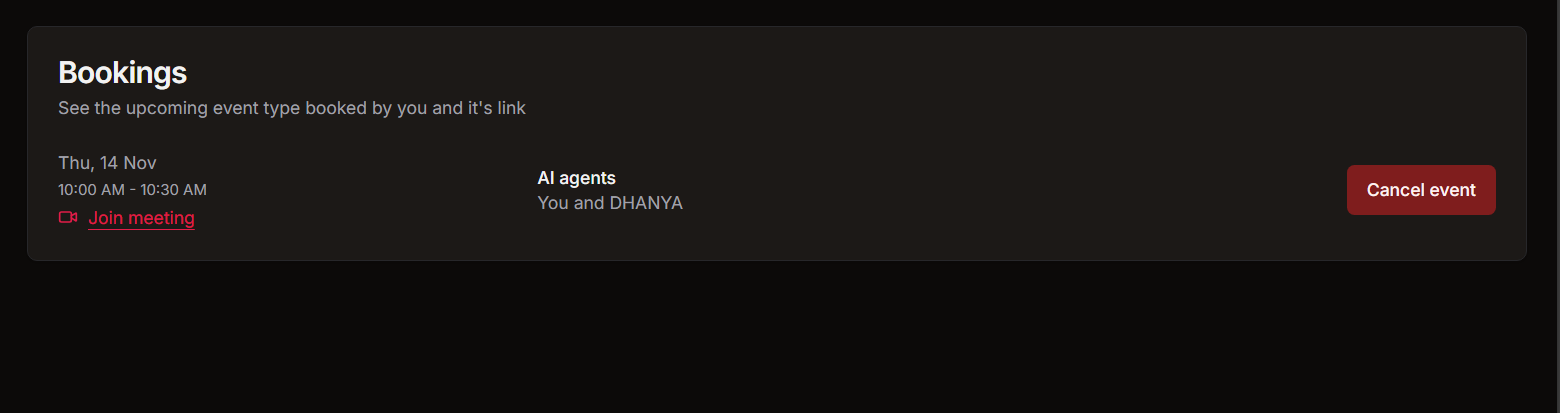 Bookings
See the upcoming event type booked by you and it's link
Thu, 14 Nov
10:00 AM - 10:30 AM
Join meeting
AI agents
You and DHANYA
Cancel event